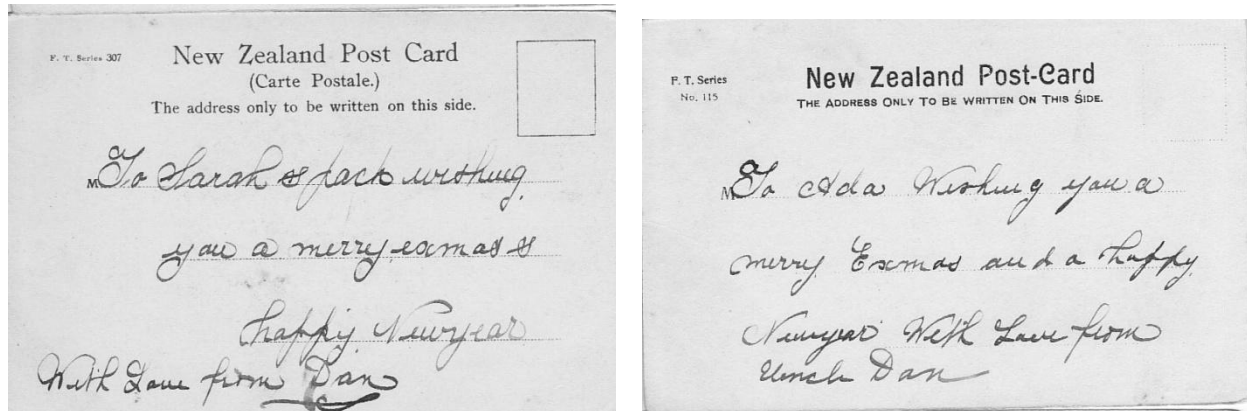 F. T. Series 307
New Zealand Post Card
(Carte Postale.)
The address only to be written on this side.
M To Sarah & Jack wishing
you a merry exmas &
happy Newyear
With Love from Dan
F. T. Series
No. 115
New Zealand Post-Card
THE ADDRESS ONLY TO BE WRITTEN ON THIS SIDE.
M To Ada Wishing you a
merry Exmas and a happy
Newyear With Love from
Uncle Dan